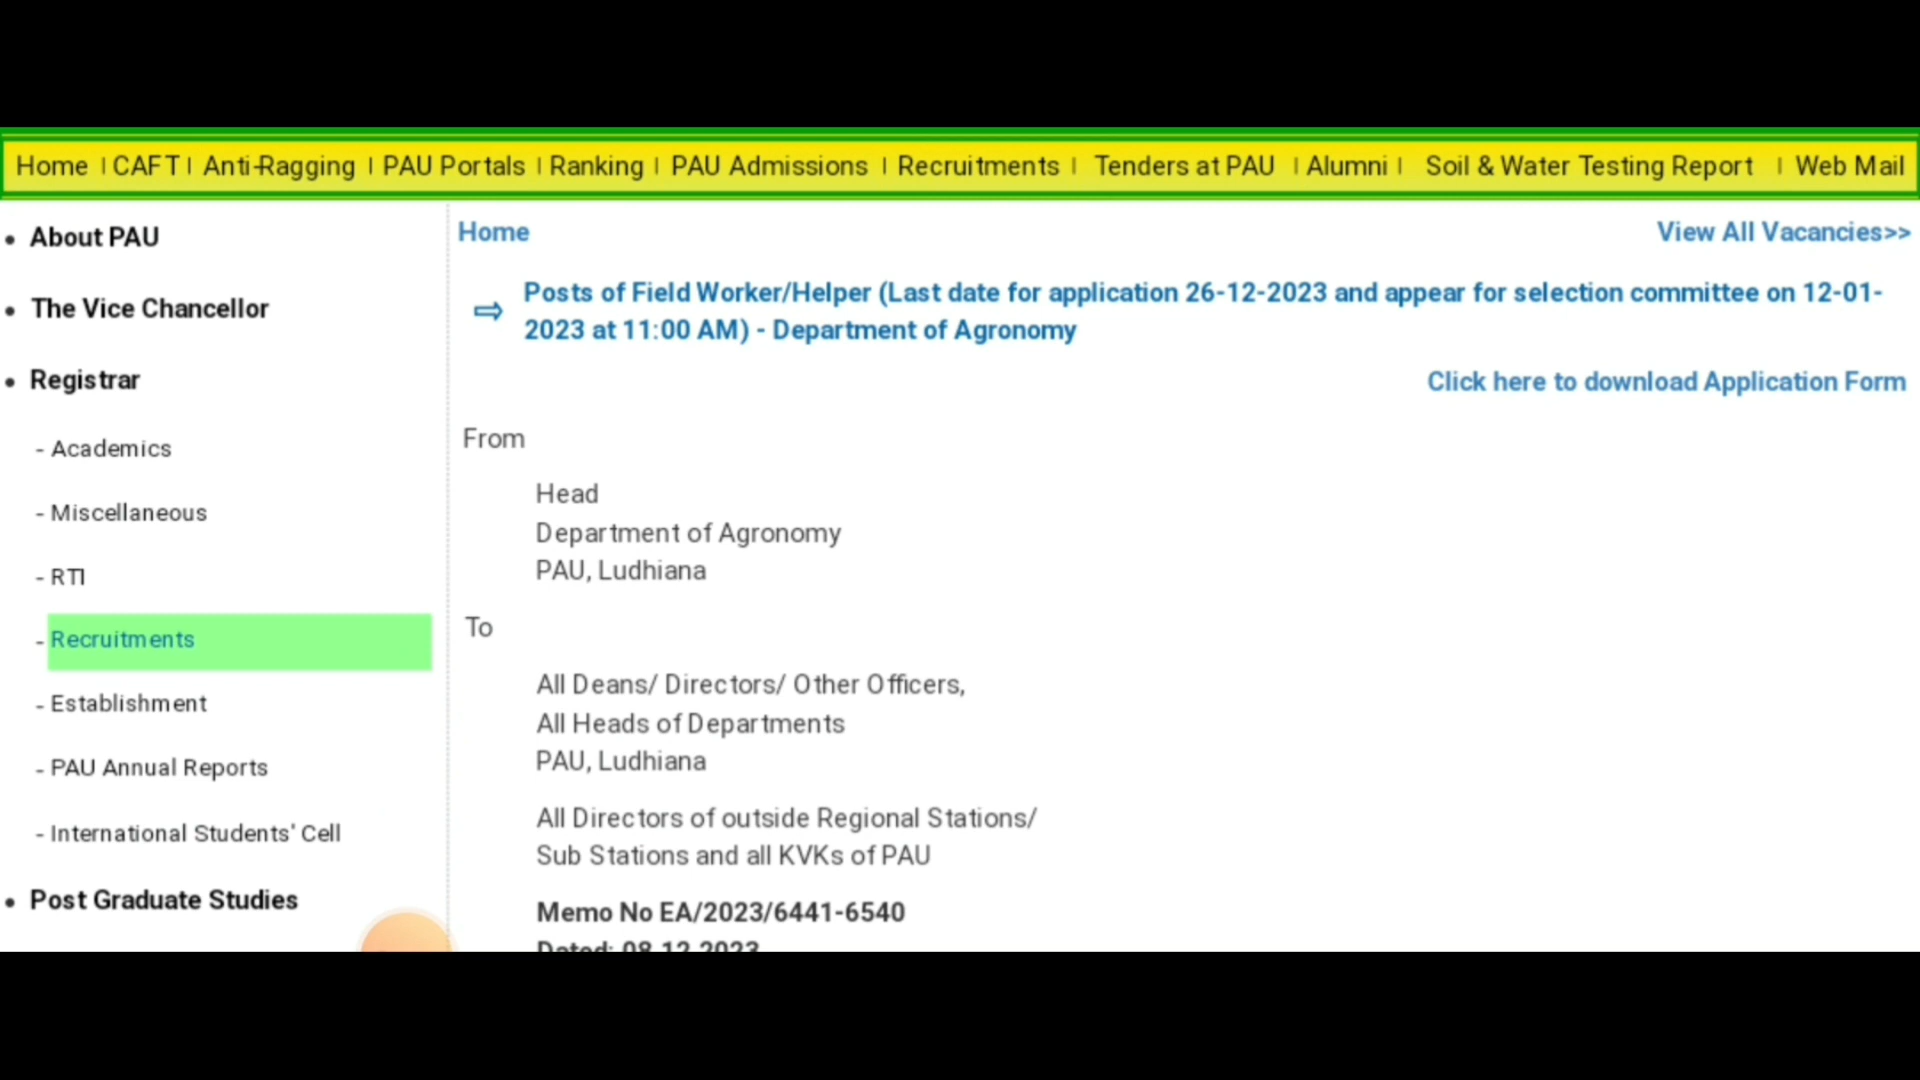 Home | CAFT | Anti-Ragging | PAU Portals | Ranking | PAU Admissions | Recruitments | Tenders at PAU | Alumni | Soil & Water Testing Report | Web Mail
• About PAU
• The Vice Chancellor
• Registrar
- Academics
- Miscellaneous
- RTI
- Recruitments
- Establishment
- PAU Annual Reports
- International Students' Cell
• Post Graduate Studies
Home
View All Vacancies>>
⇨ Posts of Field Worker/Helper (Last date for application 26-12-2023 and appear for selection committee on 12-01-
2023 at 11:00 AM) - Department of Agronomy
Click here to download Application Form
From
Head
Department of Agronomy
PAU, Ludhiana
To
All Deans/ Directors/ Other Officers,
All Heads of Departments
PAU, Ludhiana
All Directors of outside Regional Stations/
Sub Stations and all KVKs of PAU
Memo No EA/2023/6441-6540
Dated: 08.12.2023